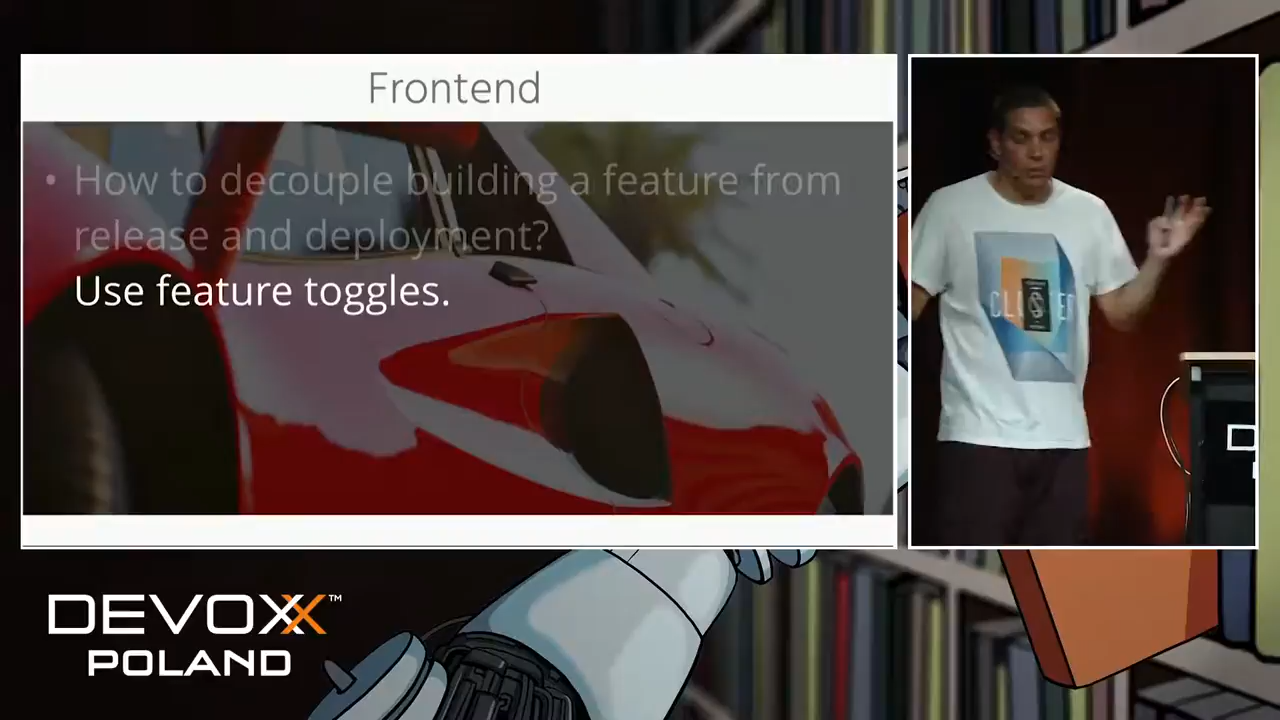 Frontend
• How to decouple building a feature from
release and deployment?
Use feature toggles.
DEVOXX™
POLAND